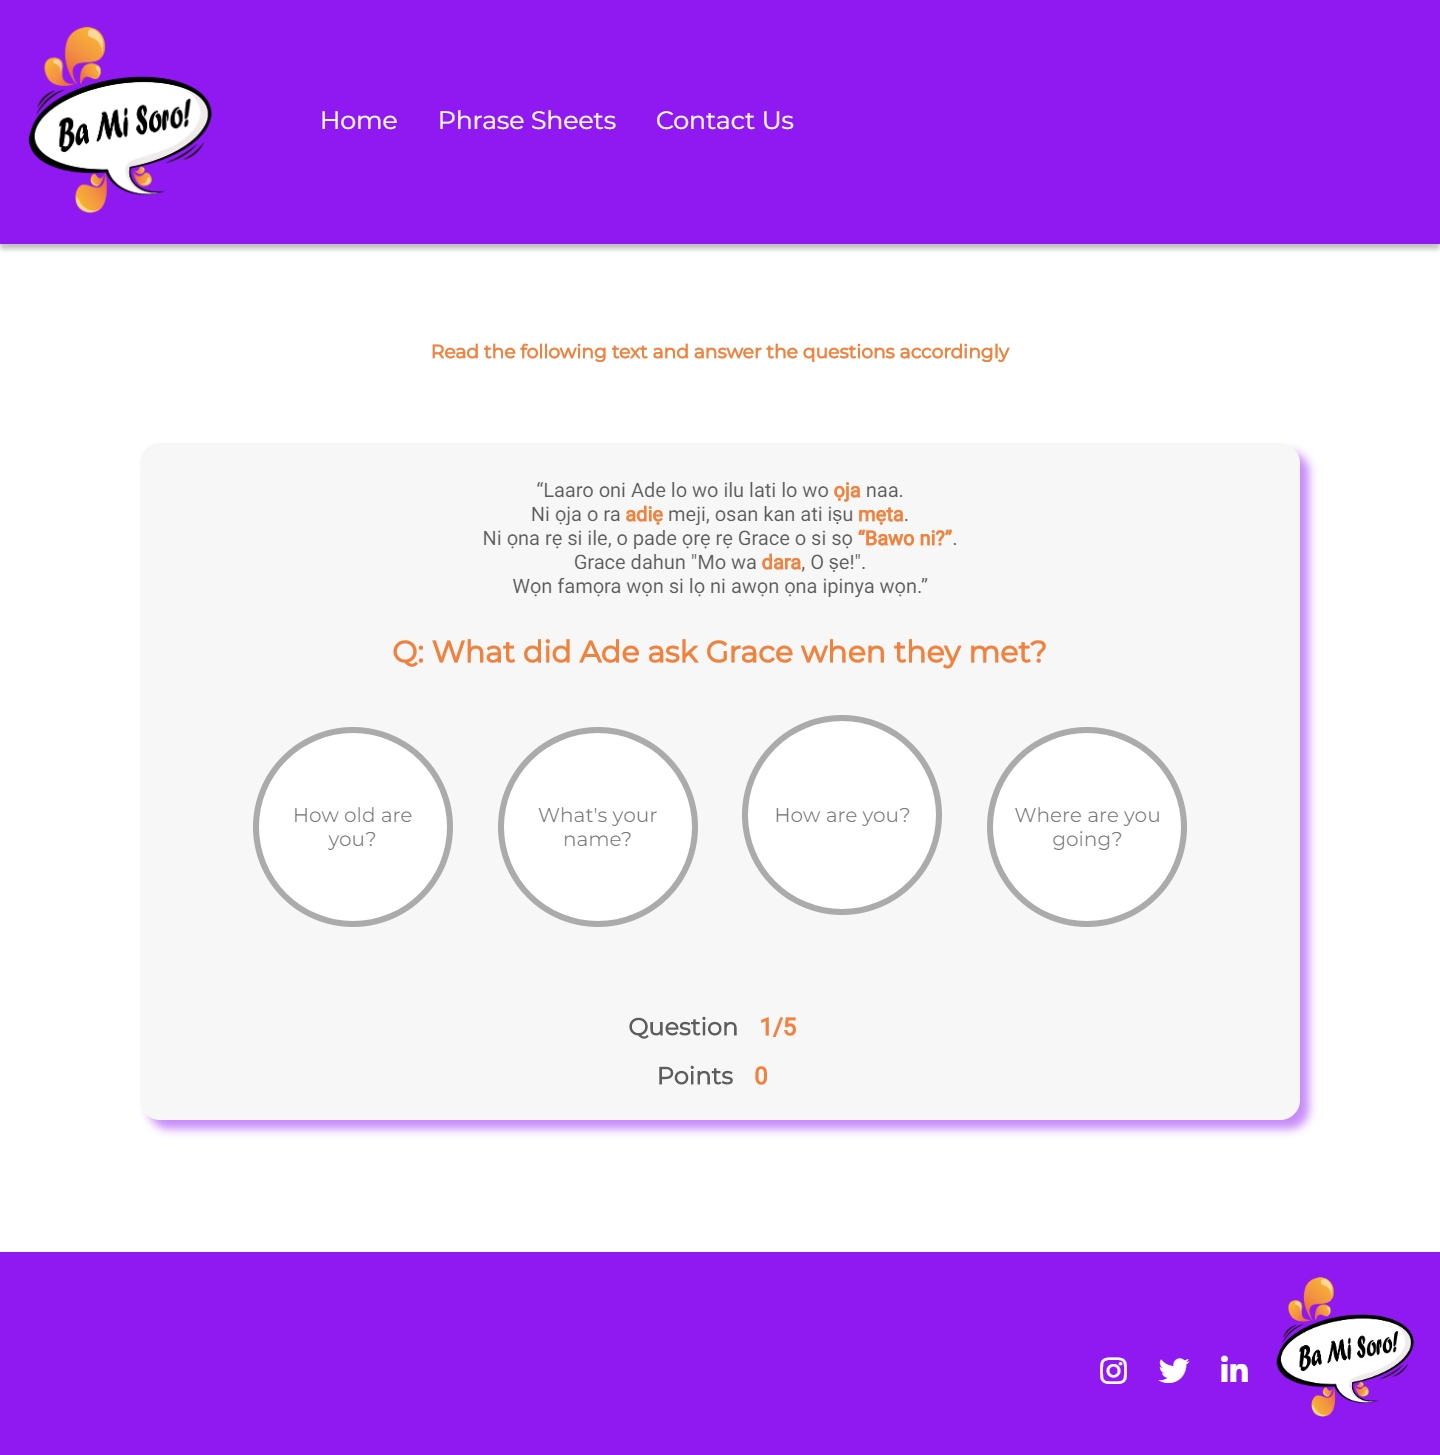 Ba Mi Soro!
Home Phrase Sheets Contact Us
Read the following text and answer the questions accordingly
“Laaro oni Ade lo wo ilu lati lo wo ọja naa.
Ni ọja o ra adiẹ meji, osan kan ati iṣu mẹta.
Ni ọna rẹ si ile, o pade ọrẹ rẹ Grace o si sọ “Bawo ni?”.
Grace dahun "Mo wa dara, O ṣe!".
Wọn famọra wọn si lọ ni awọn ọna ipinya wọn.”
Q: What did Ade ask Grace when they met?
How old are
you?
What's your
name?
How are you?
Where are you
going?
Question 1/5
Points 0
Ba Mi Soro!